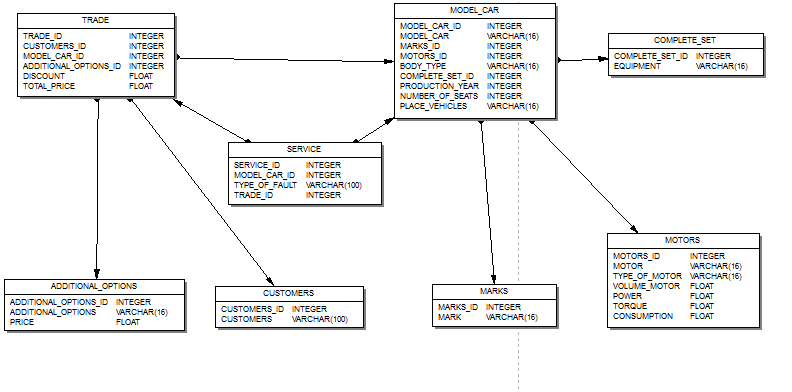 TRADE
TRADE_ID INTEGER
CUSTOMERS_ID INTEGER
MODEL_CAR_ID INTEGER
ADDITIONAL_OPTIONS_ID INTEGER
DISCOUNT FLOAT
TOTAL_PRICE FLOAT
MODEL_CAR
MODEL_CAR_ID INTEGER
MODEL_CAR VARCHAR(16)
MARKS_ID INTEGER
MOTORS_ID INTEGER
BODY_TYPE VARCHAR(16)
COMPLETE_SET_ID INTEGER
PRODUCTION_YEAR INTEGER
NUMBER_OF_SEATS INTEGER
PLACE_VEHICLES VARCHAR(16)
COMPLETE_SET
COMPLETE_SET_ID INTEGER
EQUIPMENT VARCHAR(16)
SERVICE
SERVICE_ID INTEGER
MODEL_CAR_ID INTEGER
TYPE_OF_FAULT VARCHAR(100)
TRADE_ID INTEGER
ADDITIONAL_OPTIONS
ADDITIONAL_OPTIONS_ID INTEGER
ADDITIONAL_OPTIONS VARCHAR(16)
PRICE FLOAT
CUSTOMERS
CUSTOMERS_ID INTEGER
CUSTOMERS VARCHAR(100)
MARKS
MARKS_ID INTEGER
MARK VARCHAR(16)
MOTORS
MOTORS_ID INTEGER
MOTOR VARCHAR(16)
TYPE_OF_MOTOR VARCHAR(16)
VOLUME_MOTOR FLOAT
POWER FLOAT
TORQUE FLOAT
CONSUMPTION FLOAT